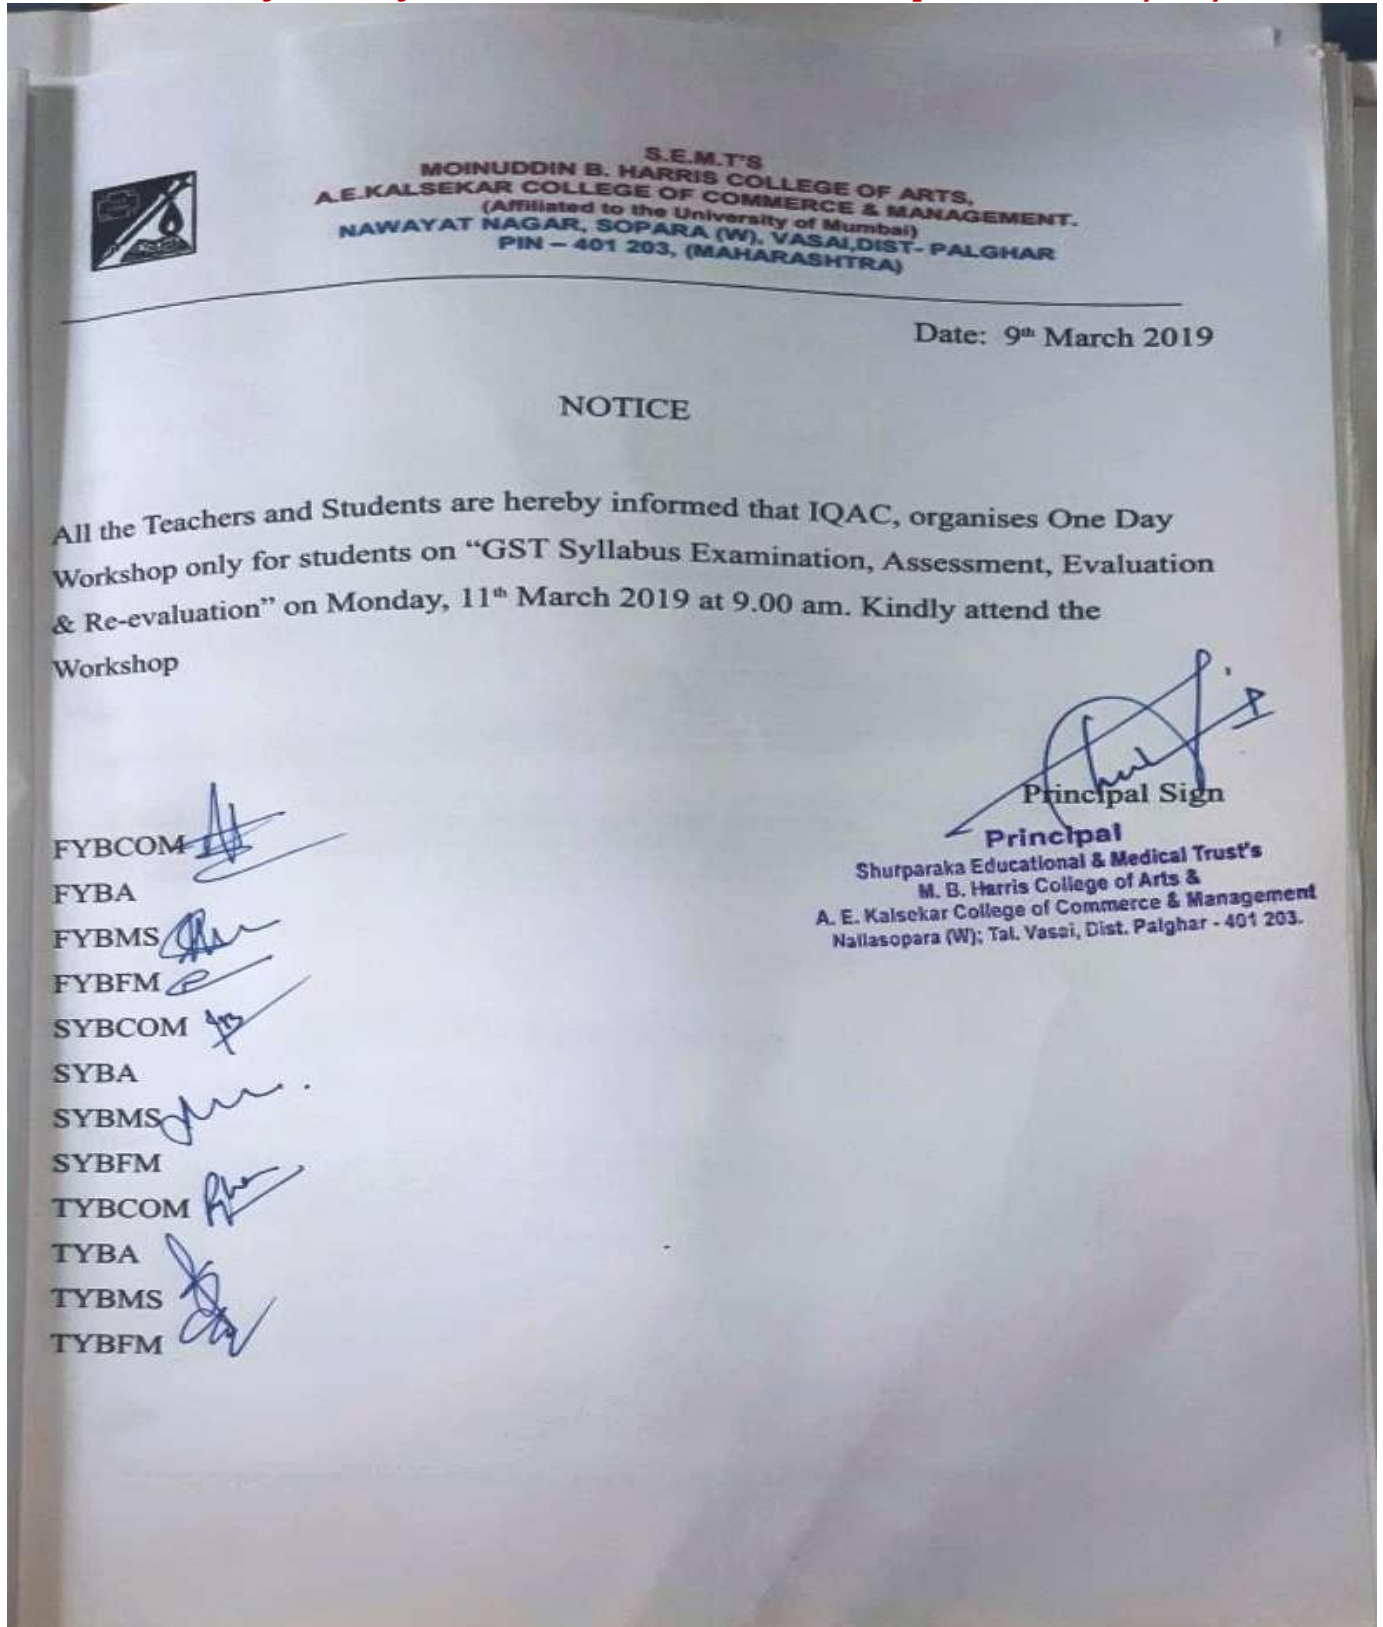 S.E.M.T'S
MOINUDDIN B. HARRIS COLLEGE OF ARTS,
A.E.KALSEKAR COLLEGE OF COMMERCE & MANAGEMENT.
(Affiliated to the University of Mumbai)
NAWAYAT NAGAR, SOPARA (W), VASAI,DIST- PALGHAR
PIN – 401 203, (MAHARASHTRA)
Date: 9th March 2019
NOTICE
All the Teachers and Students are hereby informed that IQAC, organises One Day
Workshop only for students on “GST Syllabus Examination, Assessment, Evaluation
& Re-evaluation” on Monday, 11th March 2019 at 9.00 am. Kindly attend the
Workshop
Principal Sign
Principal
Shurparaka Educational & Medical Trust's
M. B. Harris College of Arts &
A. E. Kalsekar College of Commerce & Management
Nallasopara (W); Tal. Vasai, Dist. Palghar - 401 203.
FYBCOM
FYBA
FYBMS
FYBFM
SYBCOM
SYBA
SYBMS
SYBFM
TYBCOM
TYBA
TYBMS
TYBFM